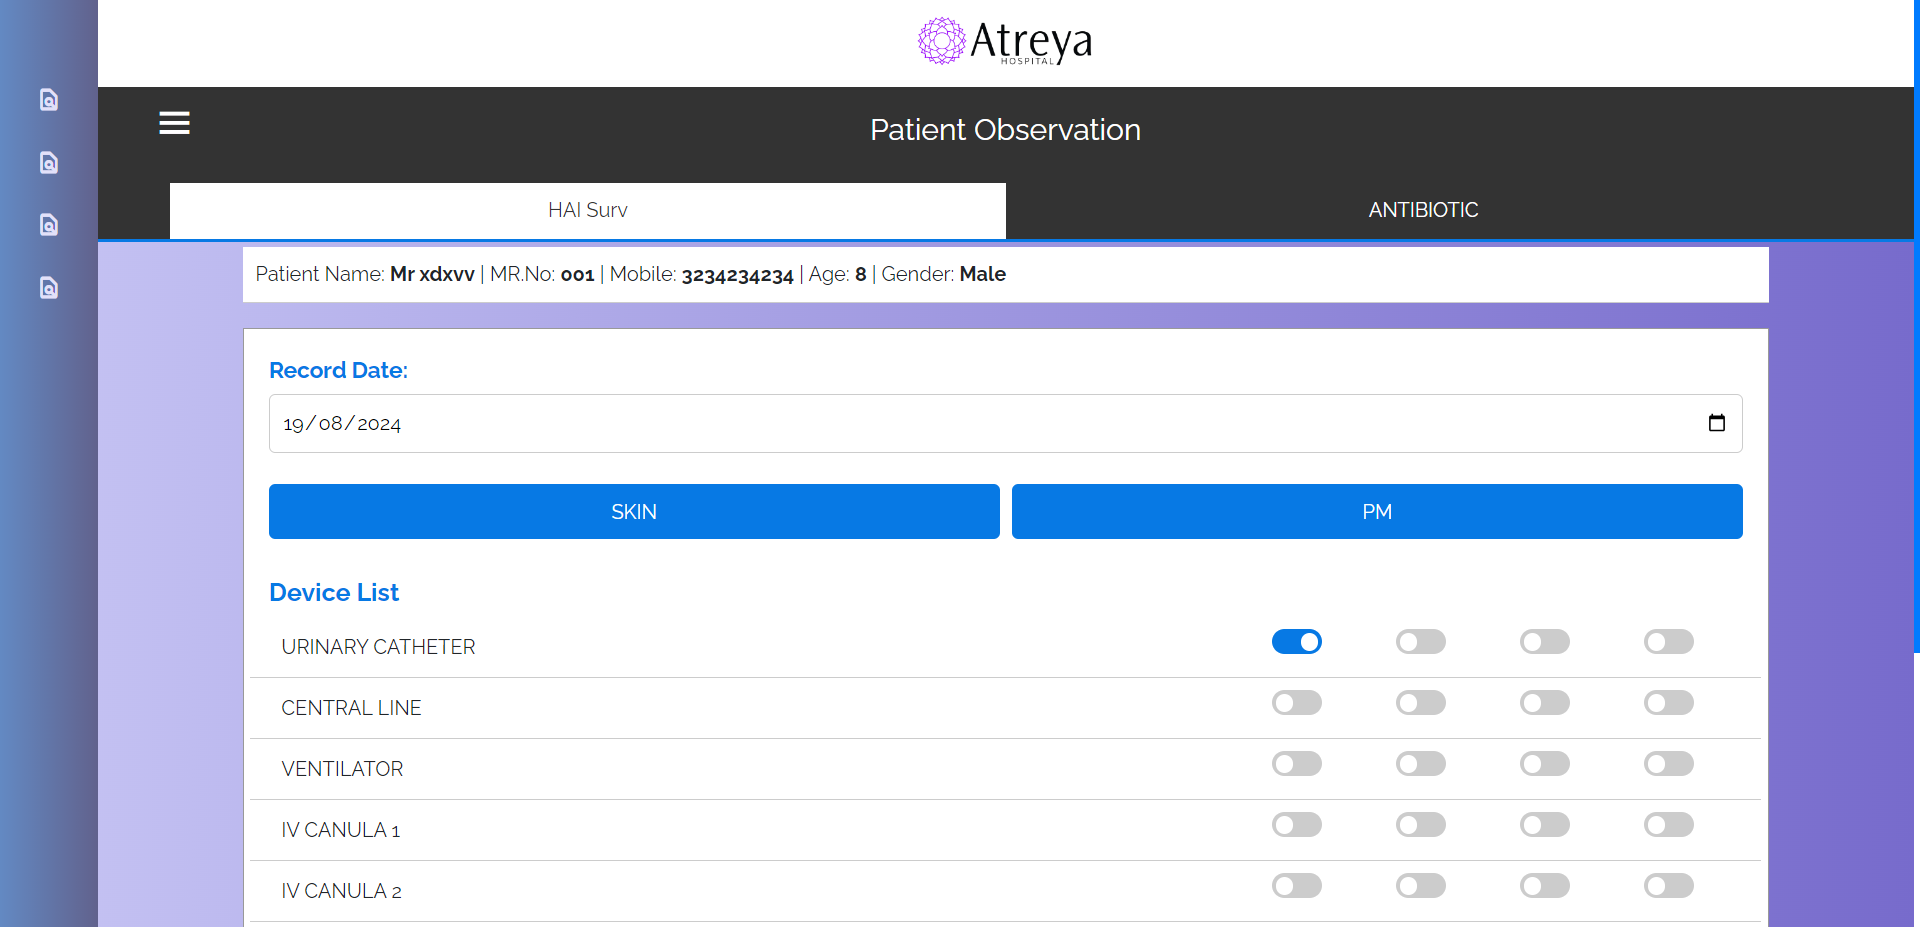 Atreya
HOSPITAL
Patient Observation
HAI Surv
ANTIBIOTIC
Patient Name: Mr xdxvv | MR.No: 001 | Mobile: 3234234234 | Age: 8 | Gender: Male
Record Date:
19/08/2024
SKIN
PM
Device List
URINARY CATHETER
CENTRAL LINE
VENTILATOR
IV CANULA 1
IV CANULA 2